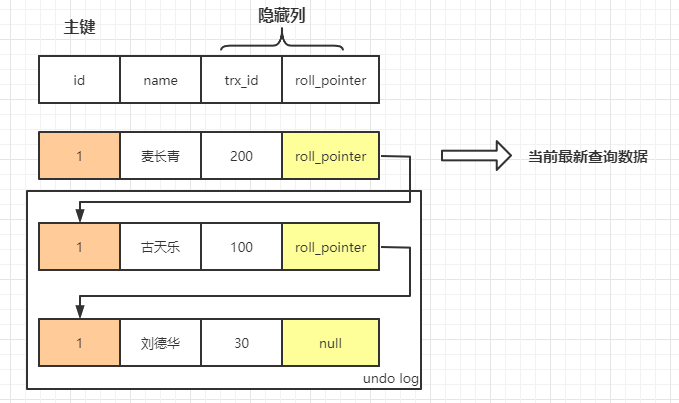 主键
隐藏列
id name trx_id roll_pointer
1 麦长青 200 roll_pointer
当前最新查询数据
1 古天乐 100 roll_pointer
1 刘德华 30 null
undo log